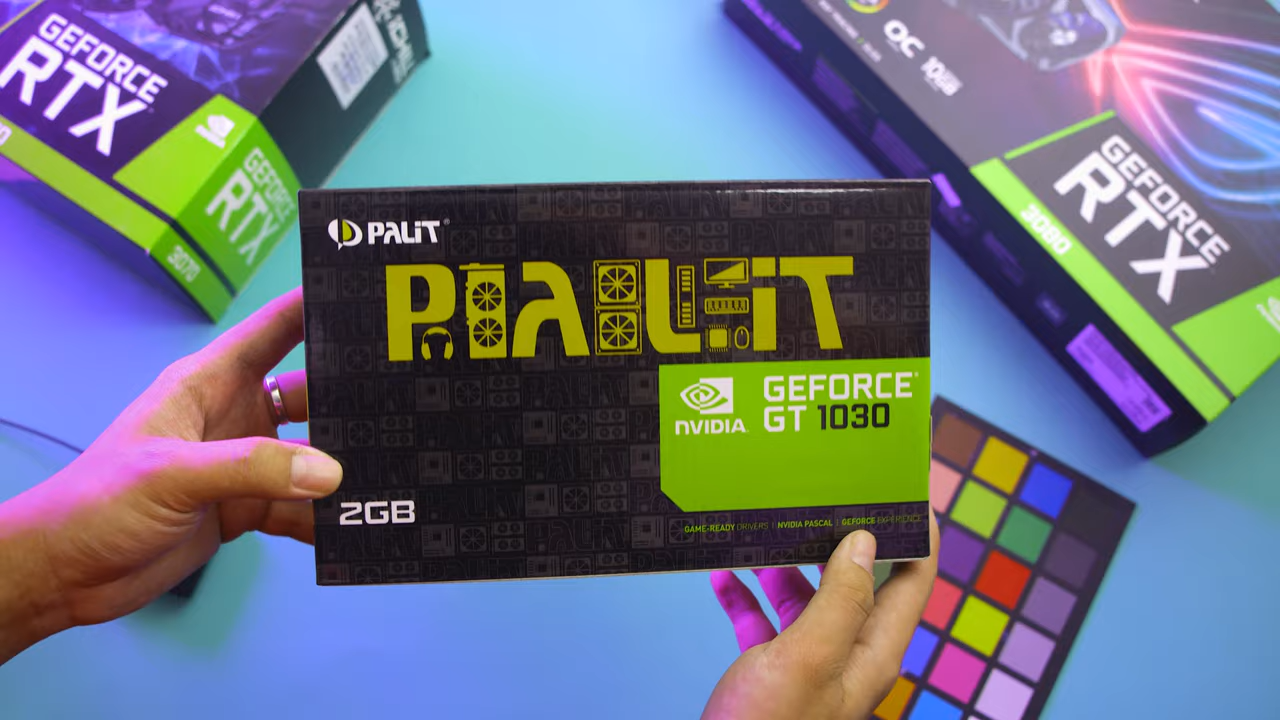 GEFORCE
RTX
GEFORCE
RTX
3070
OC
10GB
GEFORCE
RTX
3080
PALiT
PALiT
NVIDIA
GEFORCE
GT 1030
2GB
GAME-READY DRIVERS | NVIDIA PASCAL | GEFORCE EXPERIENCE